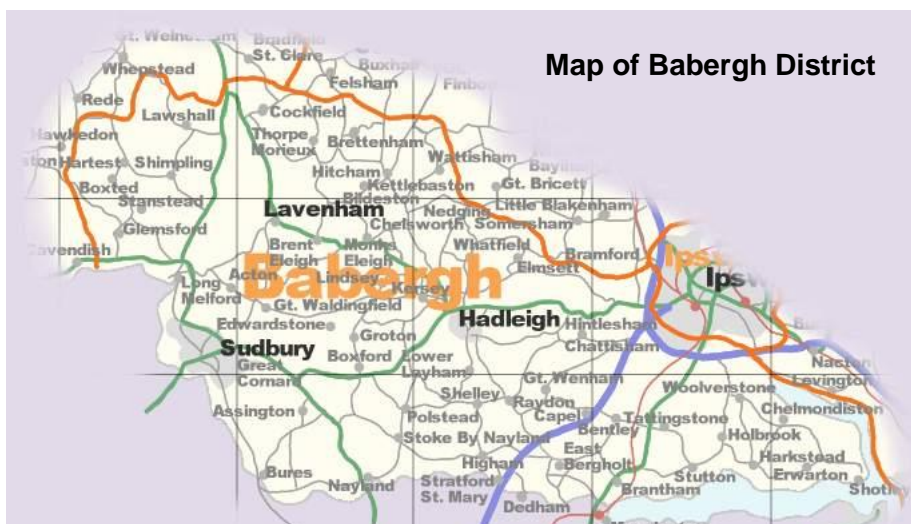 Map of Babergh District
St. Clare
Whepstead
Felsham
Rede
Cockfield
Lawshall
Hawkedon
Thorpe
Morieux
Brettenham
Wattisham
Hartest
Shimpling
Hitcham
Boxted
Kettlebaston
Gt. Bricett
Stanstead
Bildeston
Lavenham
Nedging
Little Blakenham
Chelsworth
Somersham
Glemsford
Brent
Eleigh
Monks
Eleigh
Whatfield
Bramford
Cavendish
Elmsett
Acton
Lindsey
Babergh
Long
Melford
Kersey
Gt. Waldingfield
Hadleigh
Edwardstone
Groton
Hintlesham
Sudbury
Boxford
Lower
Layham
Chattisham
Great
Cornard
Nacton
Gt. Wenham
Woolverstone
Levington
Shelley
Raydon
Chelmondiston
Assington
Polstead
Capel
Tattingstone
Bentley
Stoke By Nayland
Holbrook
East
Bergholt
Higham
Harkstead
Bures
Stutton
Erwarton
Nayland
Stratford
St. Mary
Brantham
Shotley
Dedham